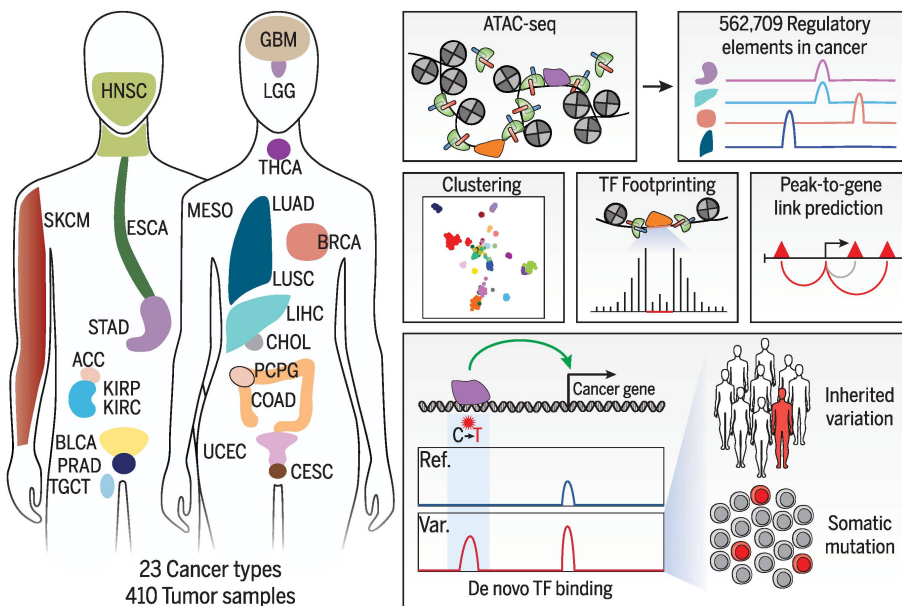 HNSC
SKCM
ESCA
STAD
ACC
KIRP
KIRC
BLCA
PRAD
TGCT
GBM
LGG
THCA
MESO
LUAD
BRCA
LUSC
LIHC
CHOL
PCPG
COAD
UCEC
CESC
23 Cancer types
410 Tumor samples
ATAC-seq
562,709 Regulatory
elements in cancer
Clustering
TF Footprinting
Peak-to-gene
link prediction
Cancer gene
C→T
Ref.
Var.
De novo TF binding
Inherited
variation
Somatic
mutation